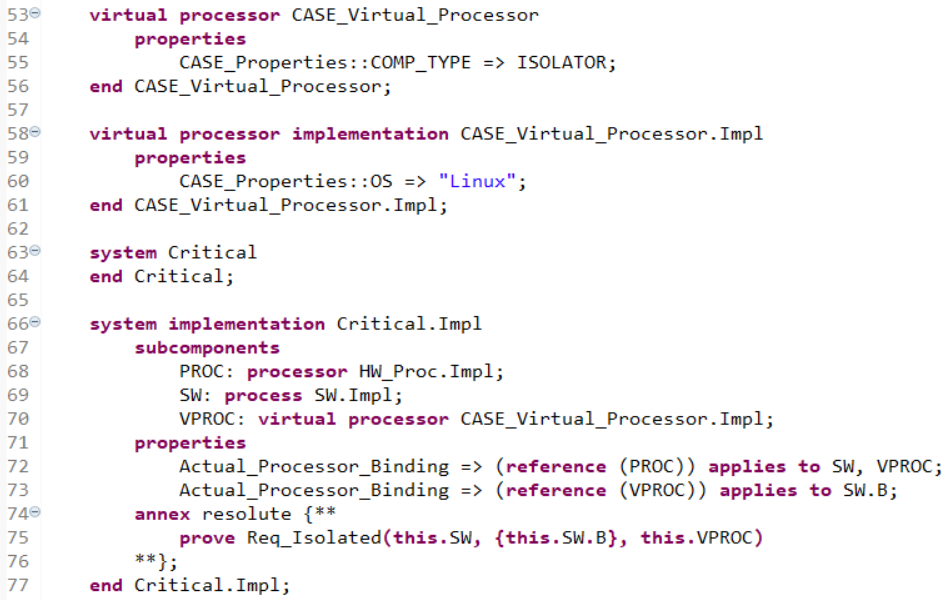 53 virtual processor CASE_Virtual_Processor
54 properties
55 CASE_Properties::COMP_TYPE => ISOLATOR;
56 end CASE_Virtual_Processor;
57
58 virtual processor implementation CASE_Virtual_Processor.Impl
59 properties
60 CASE_Properties::OS => "Linux";
61 end CASE_Virtual_Processor.Impl;
62
63 system Critical
64 end Critical;
65
66 system implementation Critical.Impl
67 subcomponents
68 PROC: processor HW_Proc.Impl;
69 SW: process SW.Impl;
70 VPROC: virtual processor CASE_Virtual_Processor.Impl;
71 properties
72 Actual_Processor_Binding => (reference (PROC)) applies to SW, VPROC;
73 Actual_Processor_Binding => (reference (VPROC)) applies to SW.B;
74 annex resolute {**
75 prove Req_Isolated(this.SW, {this.SW.B}, this.VPROC)
76 **};
77 end Critical.Impl;